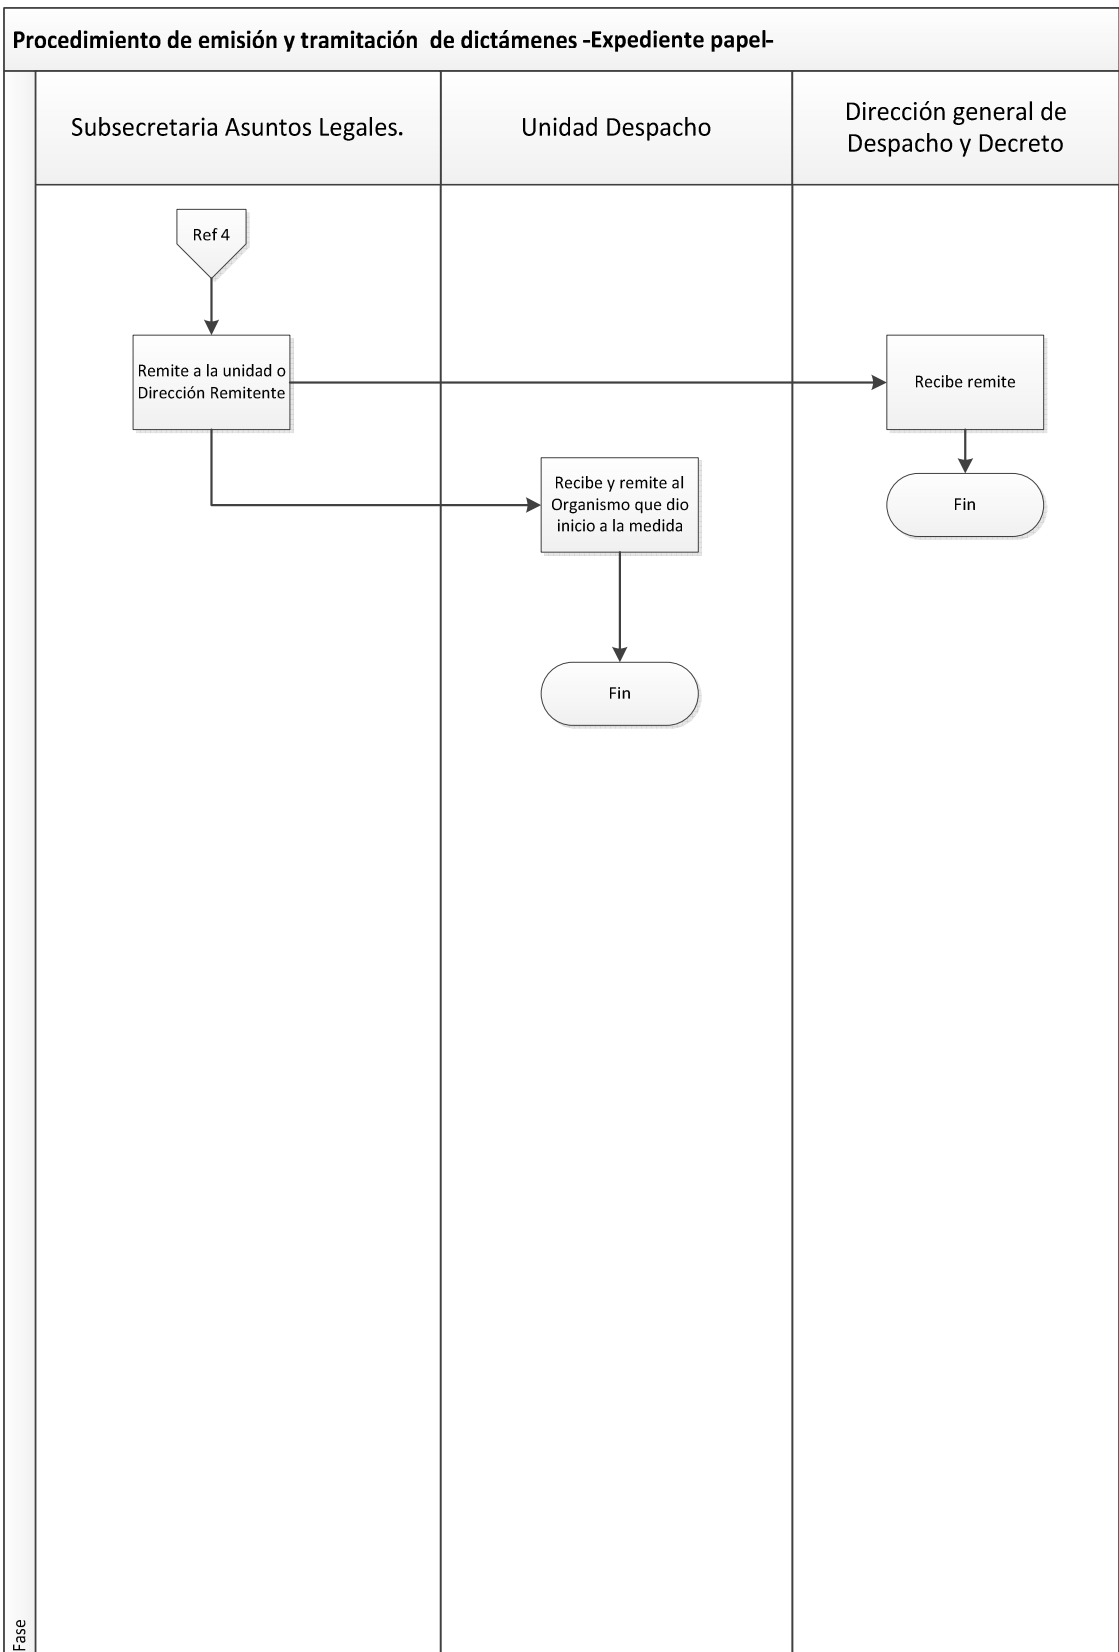 Procedimiento de emisión y tramitación  de dictámenes -Expediente papel-
Subsecretaria Asuntos Legales.
Unidad Despacho
Dirección general de
Despacho y Decreto
Ref 4
Remite a la unidad o
Dirección Remitente
Recibe remite
Recibe y remite al
Organismo que dio
inicio a la medida
Fin
Fin
Fase